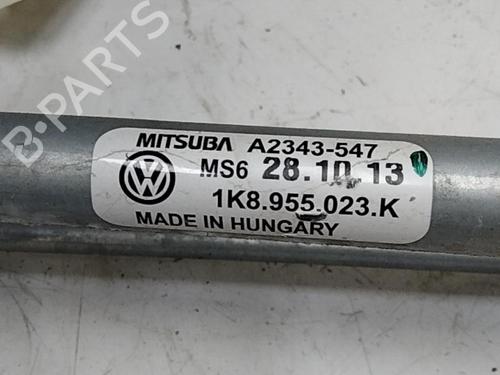 B-PARTS
MITSUBA A2343-547
MS6 28.10.13
1K8.955.023.K
MADE IN HUNGARY